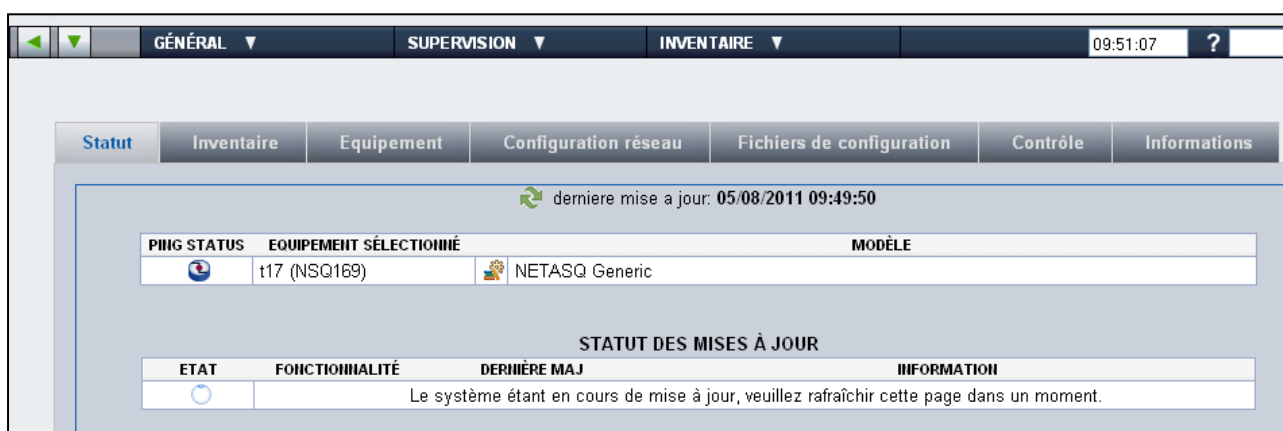 GÉNÉRAL ▼ SUPERVISION ▼ INVENTAIRE ▼ 09:51:07 ?
Statut Inventaire Equipement Configuration réseau Fichiers de configuration Contrôle Informations
derniere mise a jour: 05/08/2011 09:49:50
PING STATUS EQUIPEMENT SÉLECTIONNÉ MODÈLE
t17 (NSQ169) NETASQ Generic
STATUT DES MISES À JOUR
ETAT FONCTIONNALITÉ DERNIÈRE MAJ INFORMATION
Le système étant en cours de mise à jour, veuillez rafraîchir cette page dans un moment.